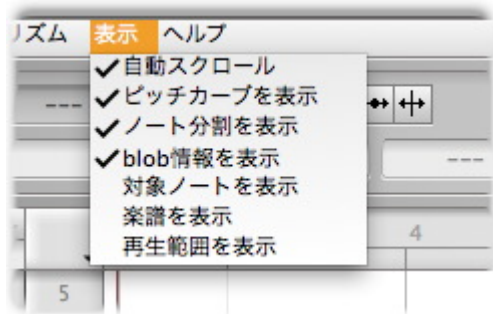 リズム 表示 ヘルプ
✓自動スクロール
✓ピッチカーブを表示
--- 
✓ノート分割を表示
✓blob情報を表示
---
対象ノートを表示
楽譜を表示
4
再生範囲を表示
5